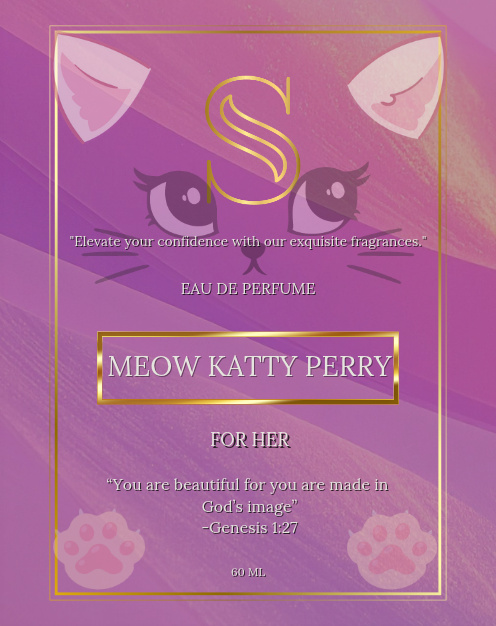 S
"Elevate your confidence with our exquisite fragrances."
EAU DE PERFUME
MEOW KATTY PERRY
FOR HER
“You are beautiful for you are made in
God’s image”
-Genesis 1:27
60 ML